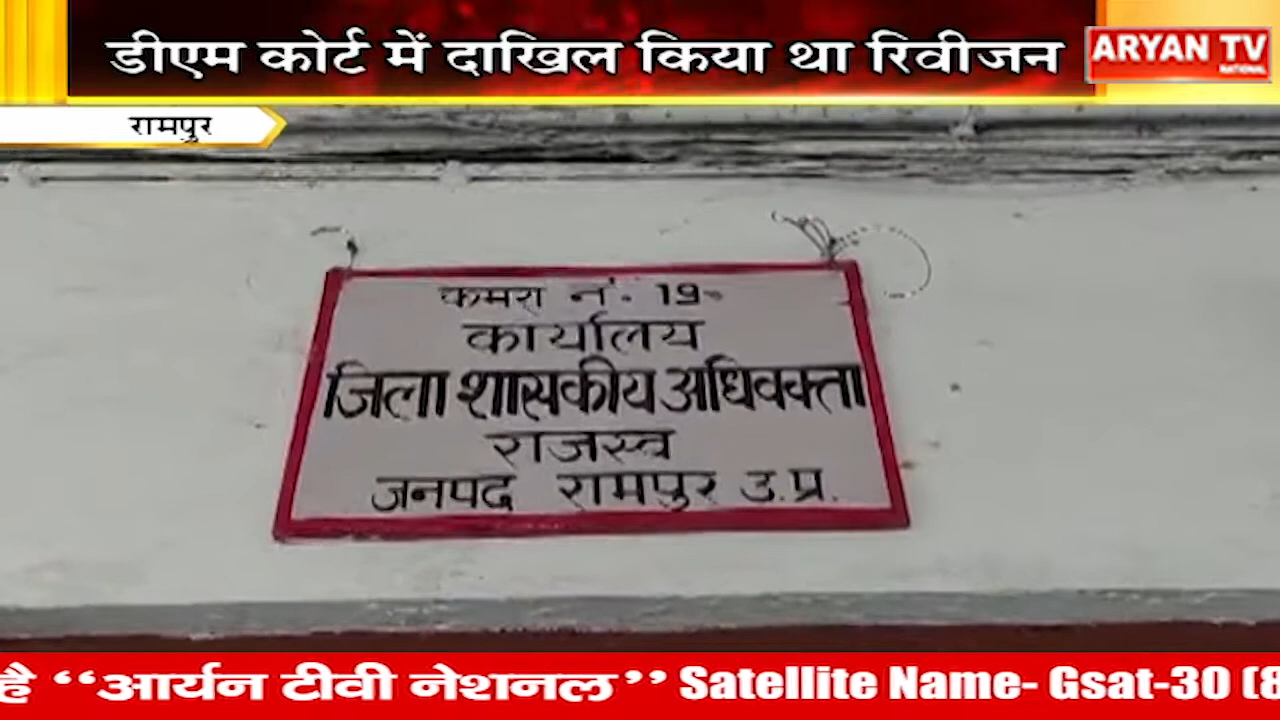 डीएम कोर्ट में दाखिल किया था रिवीजन
ARYAN TV
NATIONAL
रामपुर
कमरा नं. 19
कार्यालय
जिला शासकीय अधिवक्ता
राजस्व
जनपद रामपुर उ.प्र.
है “आर्यन टीवी नेशनल” Satellite Name- Gsat-30 (8